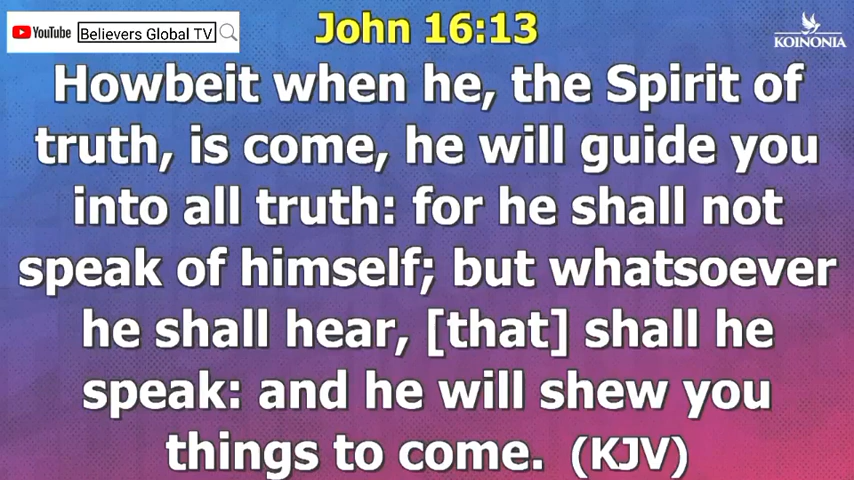 YouTube Believers Global TV
John 16:13
KOINONIA
Howbeit when he, the Spirit of
truth, is come, he will guide you
into all truth: for he shall not
speak of himself; but whatsoever
he shall hear, [that] shall he
speak: and he will shew you
things to come. (KJV)